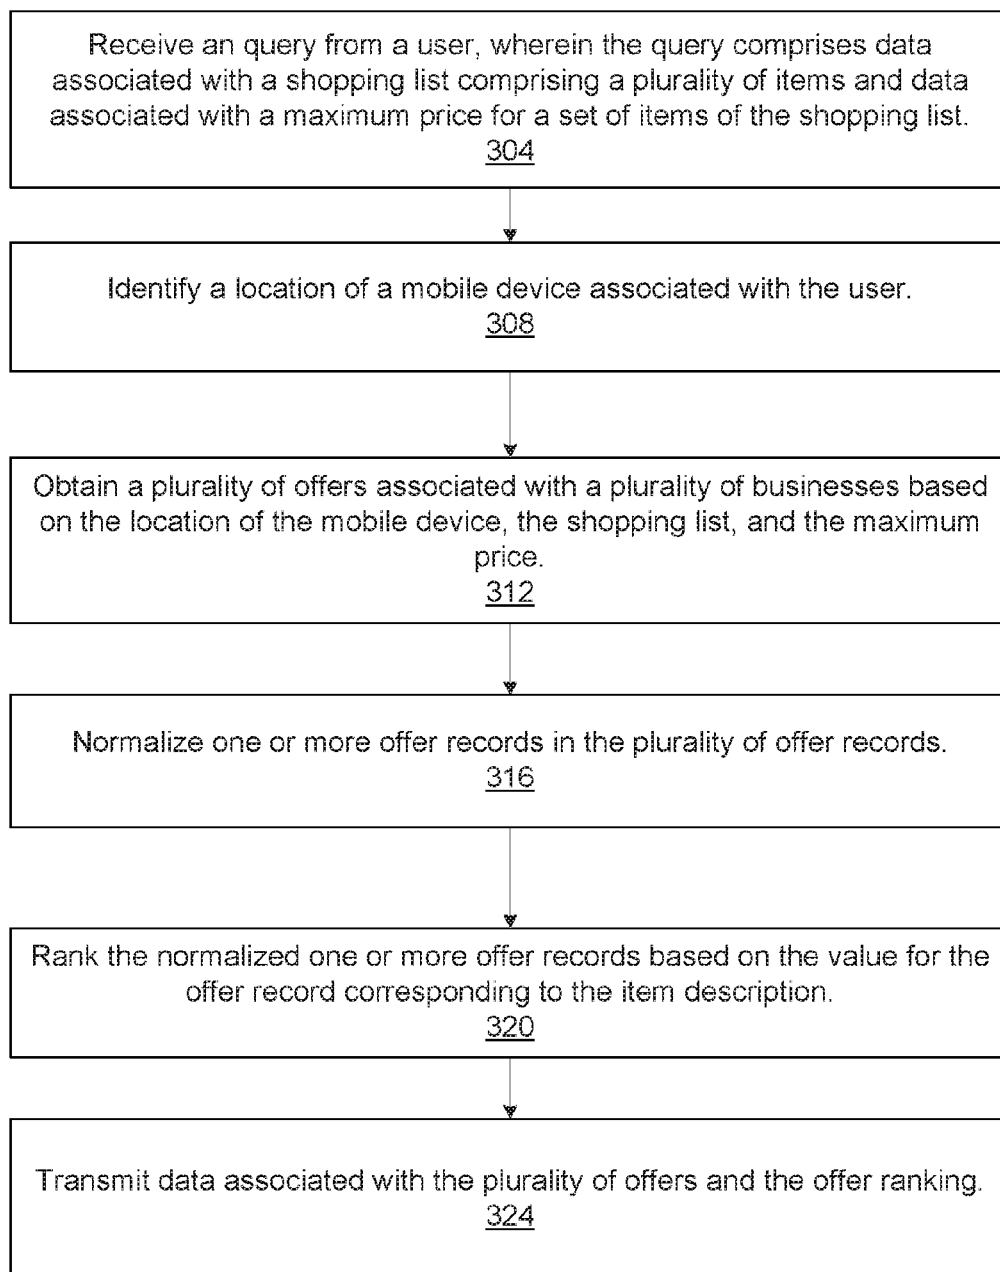 Receive an query from a user, wherein the query comprises data
associated with a shopping list comprising a plurality of items and data
associated with a maximum price for a set of items of the shopping list.
304
Identify a location of a mobile device associated with the user.
308
Obtain a plurality of offers associated with a plurality of businesses based
on the location of the mobile device, the shopping list, and the maximum
price.
312
Normalize one or more offer records in the plurality of offer records.
316
Rank the normalized one or more offer records based on the value for the
offer record corresponding to the item description.
320
Transmit data associated with the plurality of offers and the offer ranking.
324